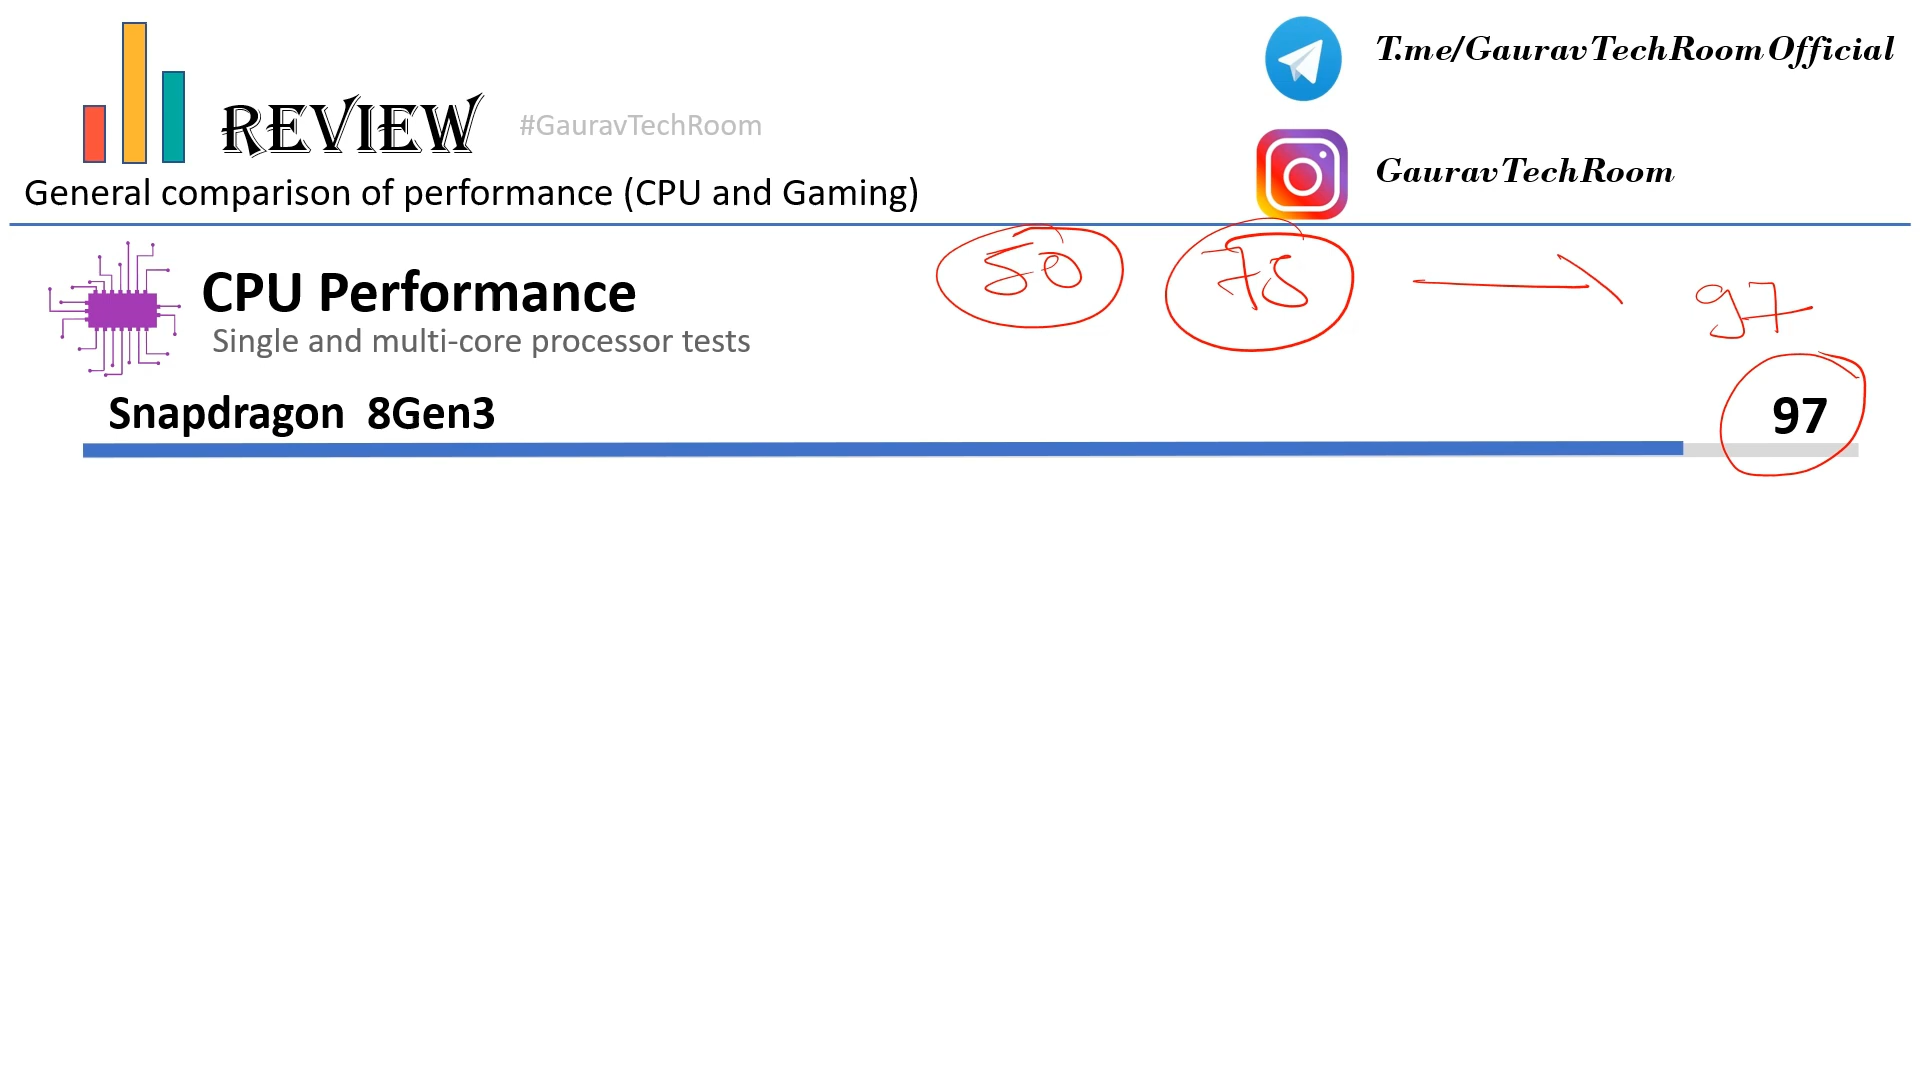 T.me/GauravTechRoomOfficial
REVIEW #GauravTechRoom
GauravTechRoom
General comparison of performance (CPU and Gaming)
50 75 97
CPU Performance
Single and multi-core processor tests
Snapdragon 8Gen3 97